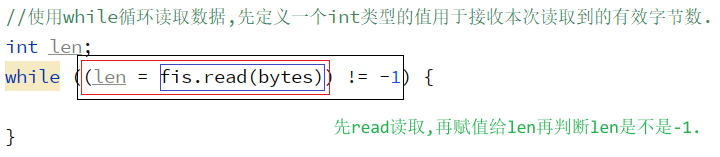 //使用while循环读取数据,先定义一个int类型的值用于接收本次读取到的有效字节数.
int len;
while ((len = fis.read(bytes)) != -1) {
先read读取,再赋值给len再判断len是不是-1.
}